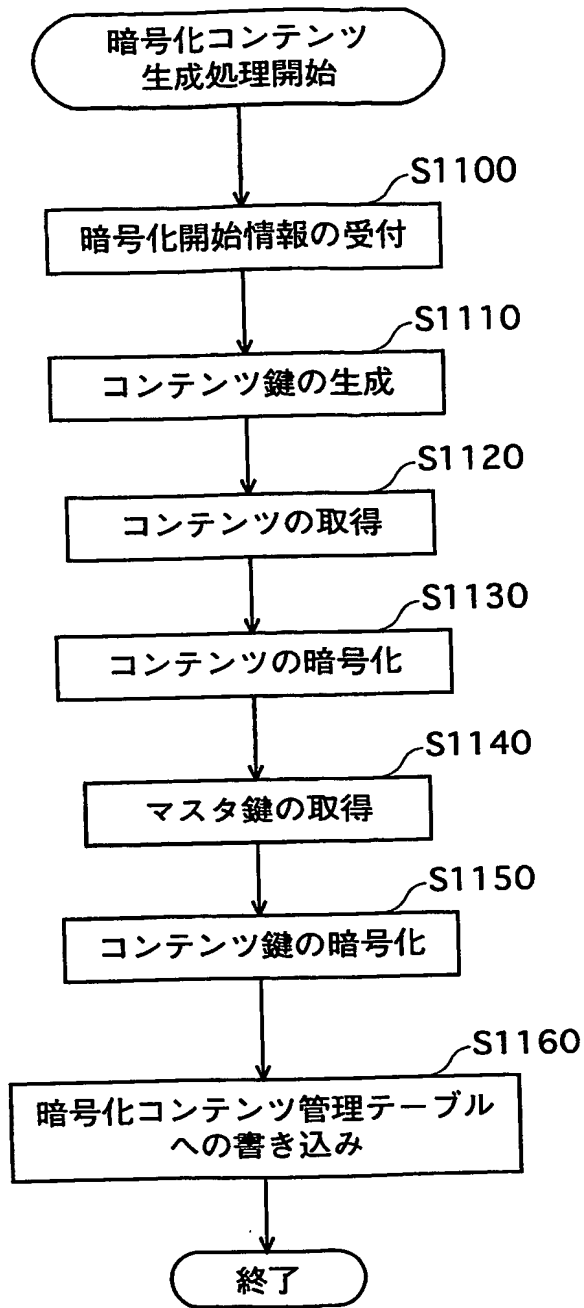 暗号化コンテンツ
生成処理開始
S1100
暗号化開始情報の受付
S1110
コンテンツ鍵の生成
S1120
コンテンツの取得
S1130
コンテンツの暗号化
S1140
マスタ鍵の取得
S1150
コンテンツ鍵の暗号化
S1160
暗号化コンテンツ管理テーブル
への書き込み
終了